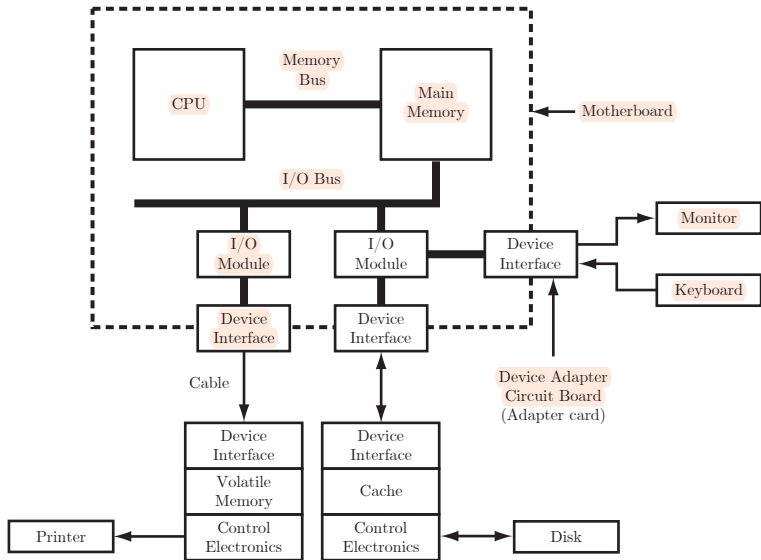 Memory
Bus
CPU
Main
Memory
Motherboard
I/O Bus
Monitor
I/O
Module
I/O
Module
Device
Interface
Keyboard
Device
Interface
Device
Interface
Cable
Device Adapter
Circuit Board
(Adapter card)
Device
Interface
Device
Interface
Volatile
Memory
Cache
Printer
Control
Electronics
Control
Electronics
Disk